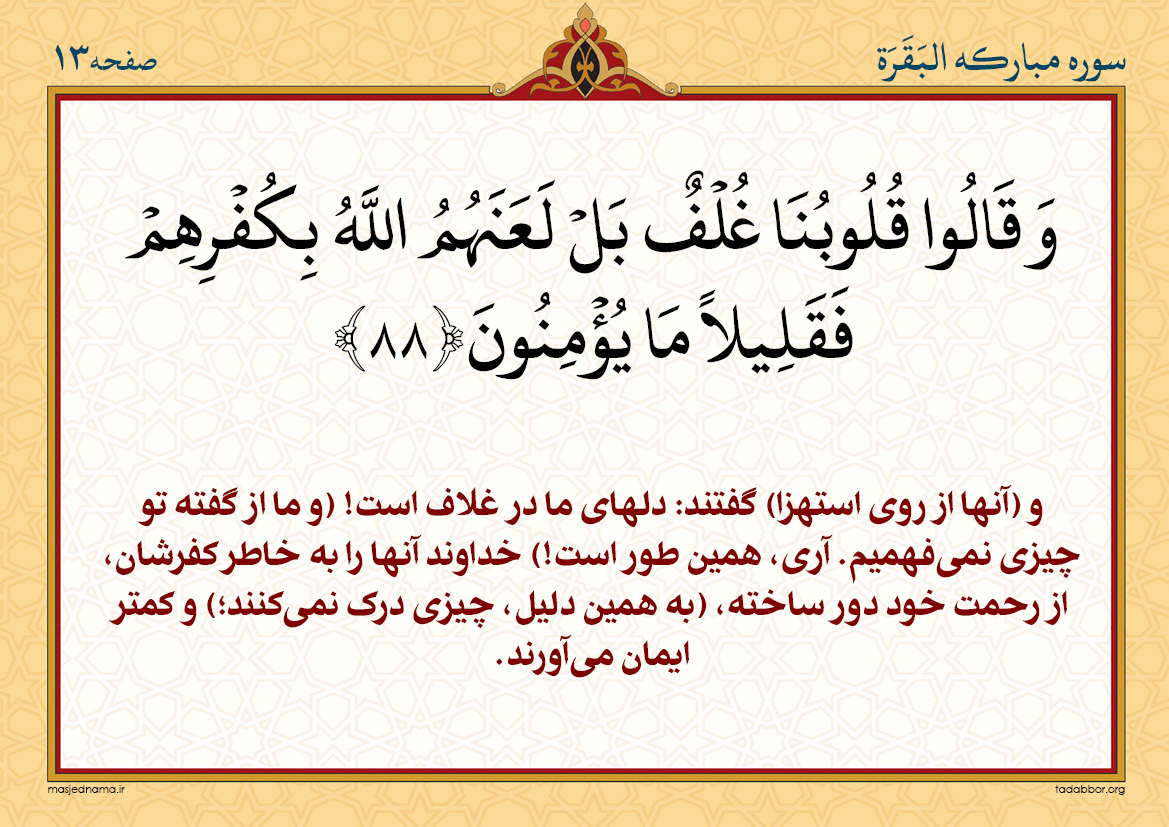 سوره مبارکه البَقَرَة
صفحه ۱۳
وَ قَالُوا قُلُوبُنَا غُلْفٌ بَلْ لَعَنَهُمُ اللَّهُ بِكُفْرِهِمْ
فَقَلِيلاً مَا يُؤْمِنُونَ ﴿۸۸﴾
و (آنها از روی استهزا) گفتند: دلهای ما در غلاف است! (و ما از گفته تو
چیزی نمی‌فهمیم. آری، همین طور است!) خداوند آنها را به خاطر کفرشان،
از رحمت خود دور ساخته، (به همین دلیل، چیزی درک نمی‌کنند؛) و کمتر
ایمان می‌آورند.
masjednama.ir
tadabbor.org